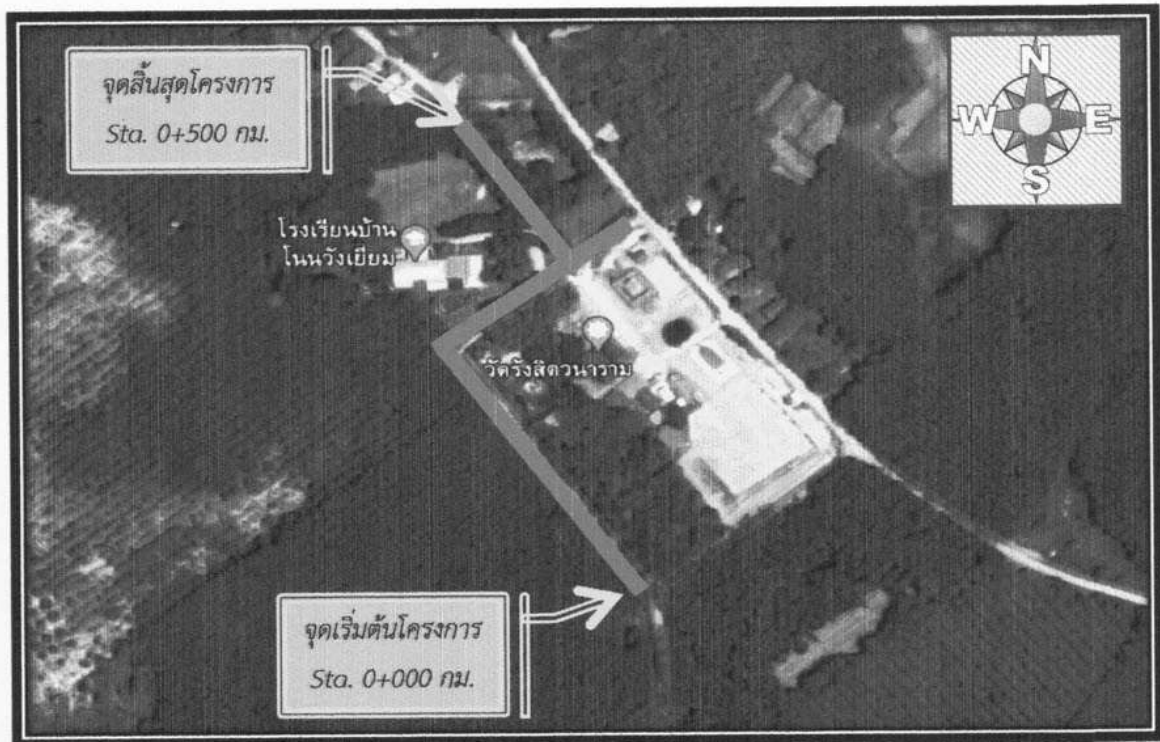 จุดสิ้นสุดโครงการ
Sta. 0+500 กม.
N
W E
S
โรงเรียนบ้าน
โนนวังเยียม
วัดรังสิตวนาราม
จุดเริ่มต้นโครงการ
Sta. 0+000 กม.